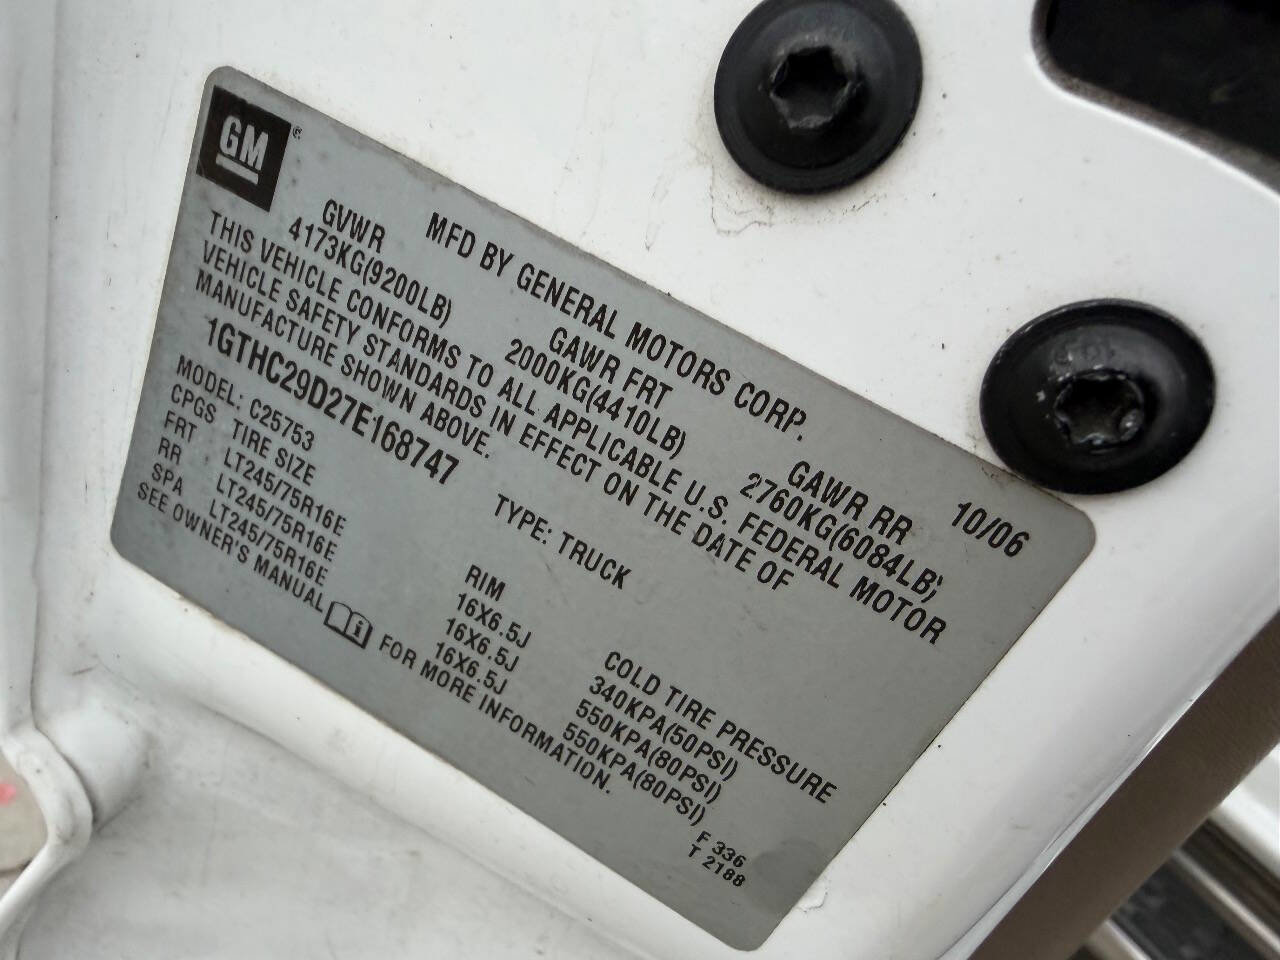 GM
MFD BY GENERAL MOTORS CORP. 10/06
GVWR GAWR FRT GAWR RR
4173KG(9200LB) 2000KG(4410LB) 2760KG(6084LB)
THIS VEHICLE CONFORMS TO ALL APPLICABLE U.S. FEDERAL MOTOR
VEHICLE SAFETY STANDARDS IN EFFECT ON THE DATE OF
MANUFACTURE SHOWN ABOVE.
1GTHC29D27E168747 TYPE: TRUCK
MODEL: C25753
CPGS TIRE SIZE RIM COLD TIRE PRESSURE
FRT LT245/75R16E 16X6.5J 340KPA(50PSI)
RR LT245/75R16E 16X6.5J 550KPA(80PSI)
SPA LT245/75R16E 16X6.5J 550KPA(80PSI)
SEE OWNER'S MANUAL FOR MORE INFORMATION.
F 336
T 2188